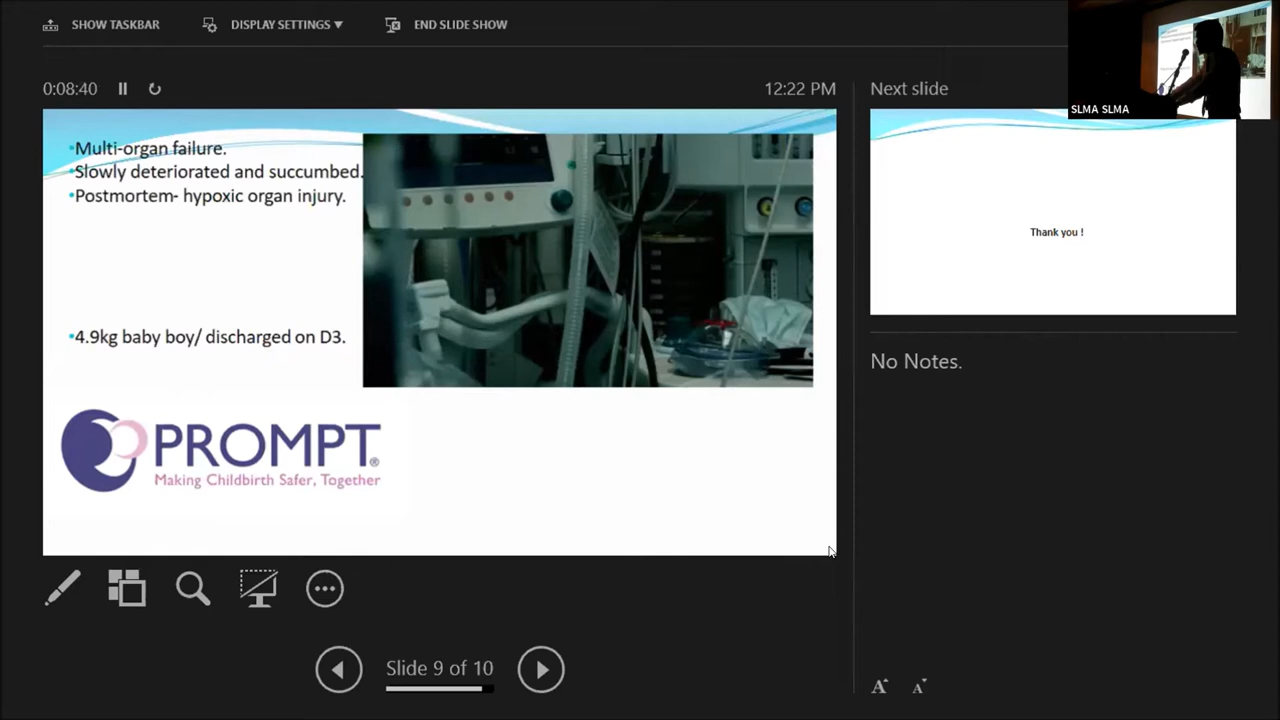 SHOW TASKBAR
DISPLAY SETTINGS ▼
END SLIDE SHOW
SLMA SLMA
0:08:40
12:22 PM
Next slide
•Multi-organ failure.
•Slowly deteriorated and succumbed.
•Postmortem- hypoxic organ injury.
•4.9kg baby boy/ discharged on D3.
PROMPT®
Making Childbirth Safer, Together
Thank you !
No Notes.
Slide 9 of 10
A
A